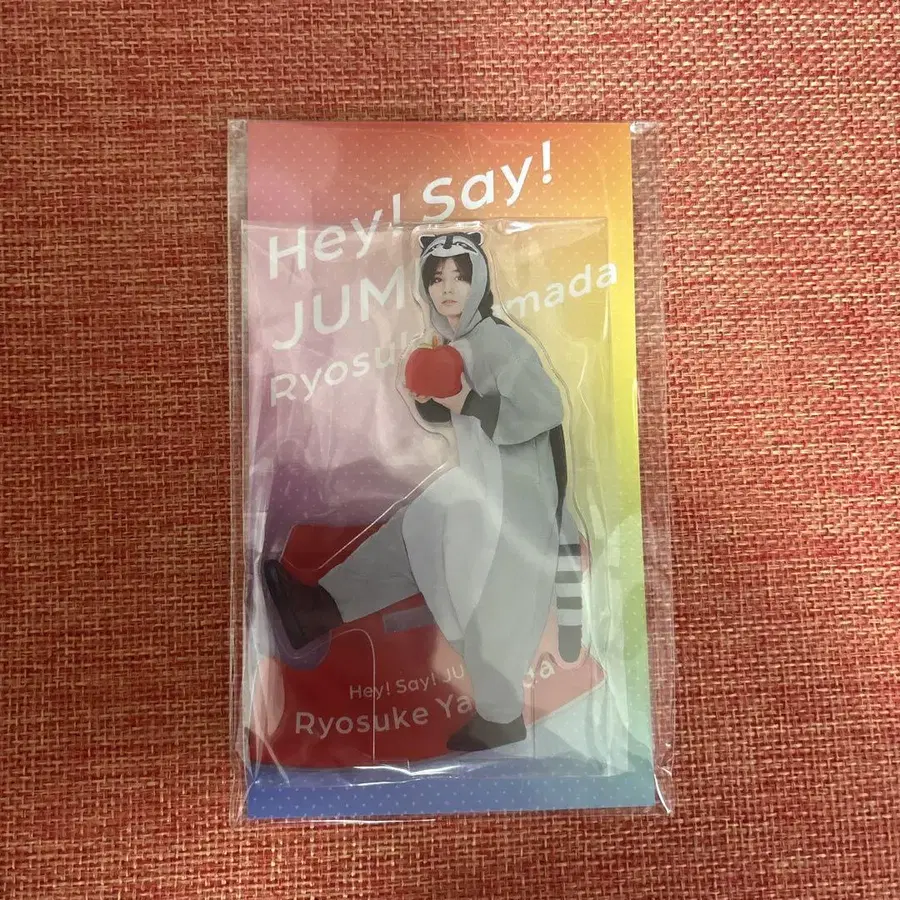 Hey! Say!
JUM
Ryosuk mada
Hey! Say! JU
Ryosuke Ya da